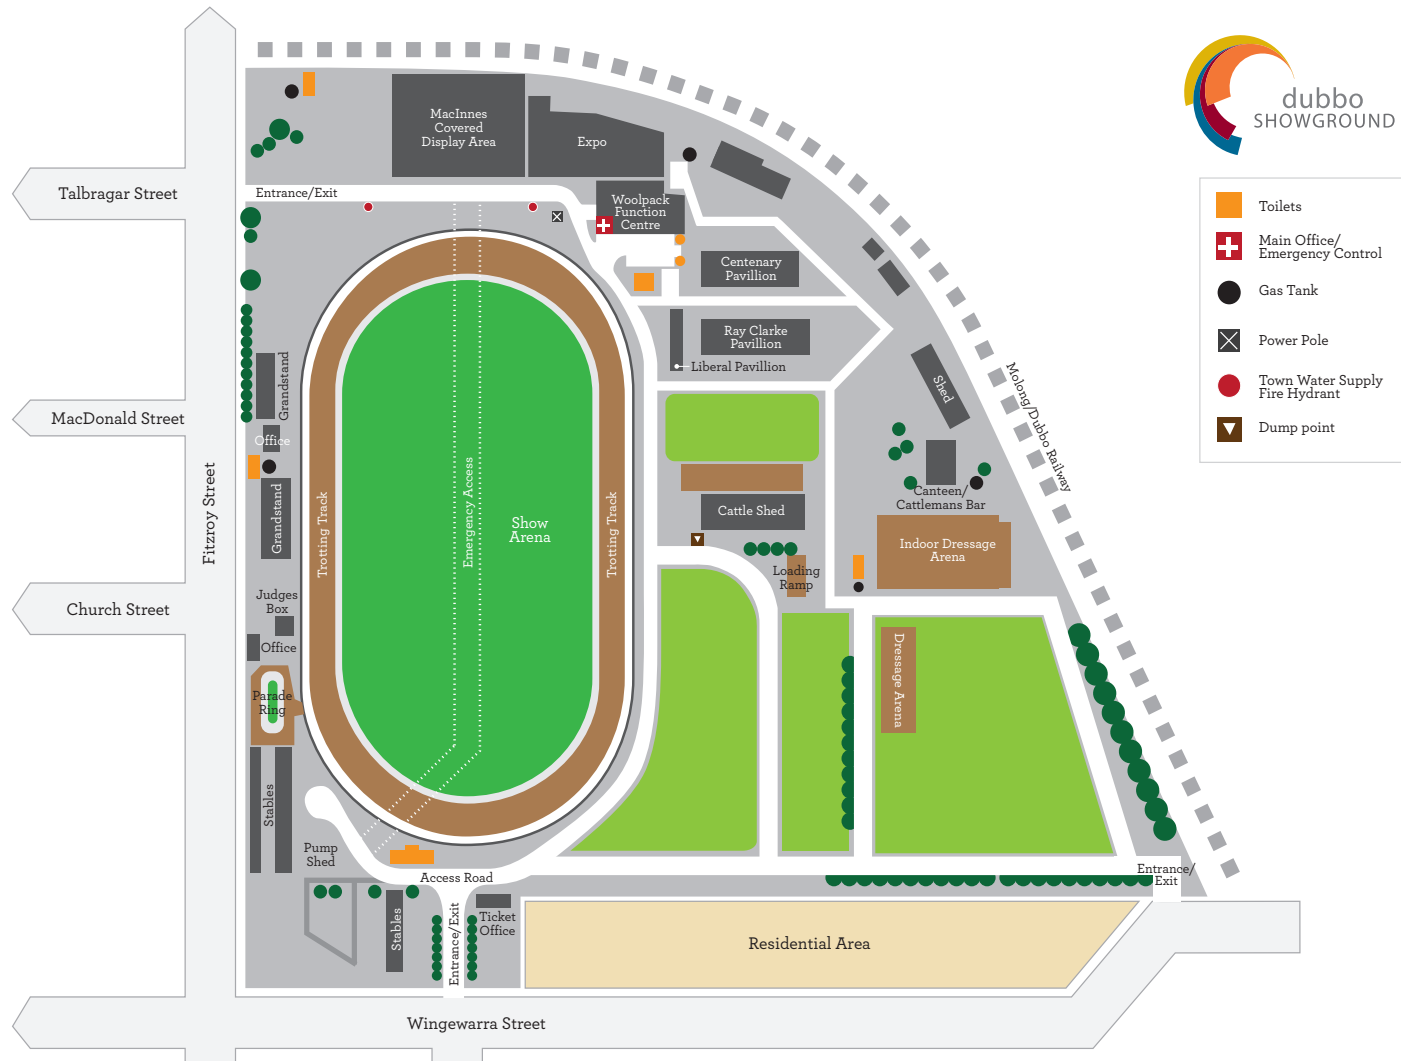 dubbo
SHOWGROUND
Toilets
Main Office/
Emergency Control
Gas Tank
Power Pole
Town Water Supply
Fire Hydrant
Dump point
Talbragar Street
MacDonald Street
Church Street
Fitzroy Street
Wingewarra Street
Molong/Dubbo Railway
MacInnes
Covered
Display Area
Expo
Entrance/Exit
Woolpack
Function
Centre
Centenary
Pavillion
Ray Clarke
Pavillion
Liberal Pavillion
Shed
Grandstand
Office
Grandstand
Trotting Track
Emergency Access
Show
Arena
Trotting Track
Cattle Shed
Canteen/
Cattlemans Bar
Indoor Dressage
Arena
Loading
Ramp
Judges
Box
Office
Parade
Ring
Dressage Arena
Stables
Pump
Shed
Access Road
Entrance/
Exit
Stables
Entrance/Exit
Ticket
Office
Residential Area